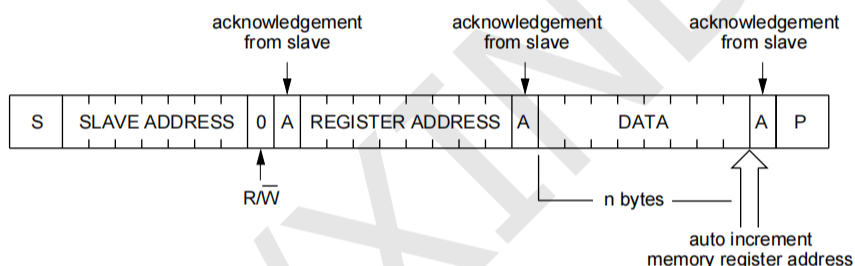 acknowledgement acknowledgement acknowledgement
from slave from slave from slave
S SLAVE ADDRESS 0 A REGISTER ADDRESS A DATA A P
R/W̅
n bytes
auto increment
memory register address